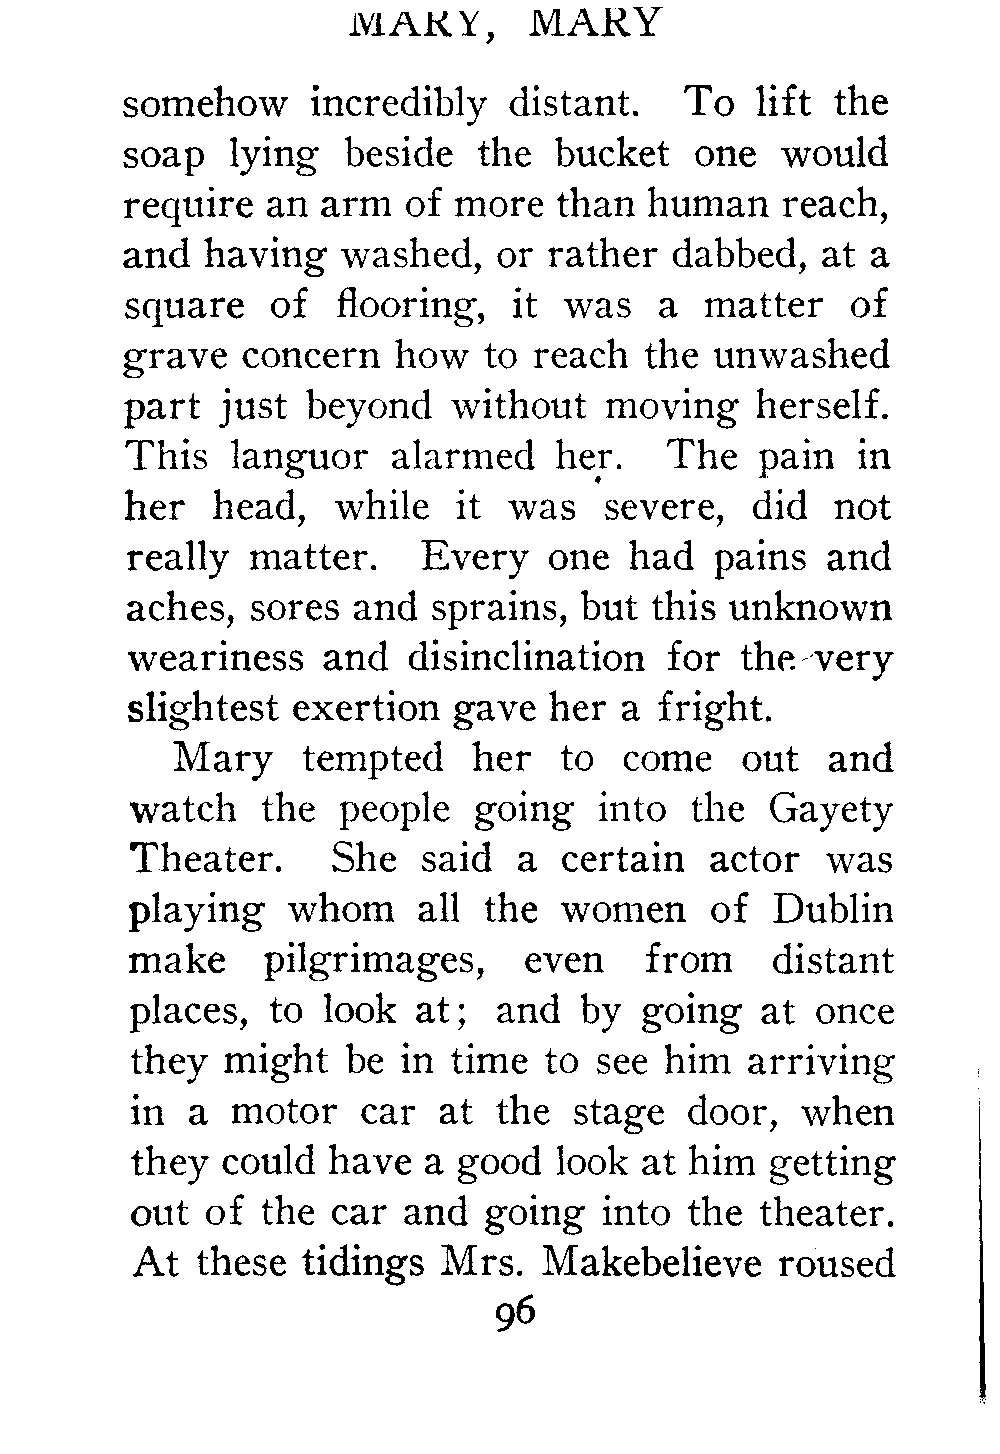 MARY, MARY
somehow incredibly distant. To lift the
soap lying beside the bucket one would
require an arm of more than human reach,
and having washed, or rather dabbed, at a
square of flooring, it was a matter of
grave concern how to reach the unwashed
part just beyond without moving herself.
This languor alarmed her. The pain in
her head, while it was severe, did not
really matter. Every one had pains and
aches, sores and sprains, but this unknown
weariness and disinclination for the very
slightest exertion gave her a fright.
Mary tempted her to come out and
watch the people going into the Gayety
Theater. She said a certain actor was
playing whom all the women of Dublin
make pilgrimages, even from distant
places, to look at; and by going at once
they might be in time to see him arriving
in a motor car at the stage door, when
they could have a good look at him getting
out of the car and going into the theater.
At these tidings Mrs. Makebelieve roused
96